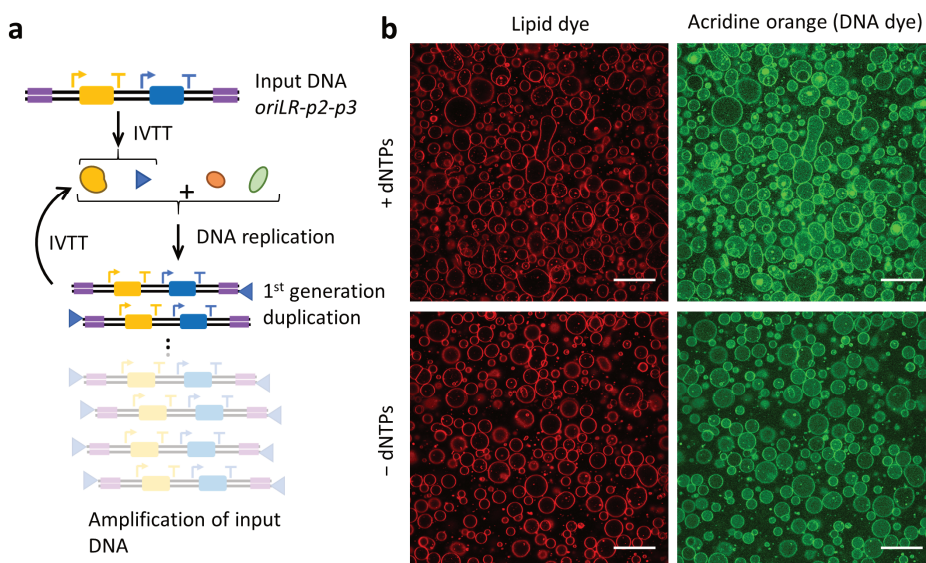 a
Input DNA
oriLR-p2-p3
IVTT
+
IVTT
DNA replication
1st generation
duplication
Amplification of input
DNA
b
Lipid dye
Acridine orange (DNA dye)
+ dNTPs
– dNTPs